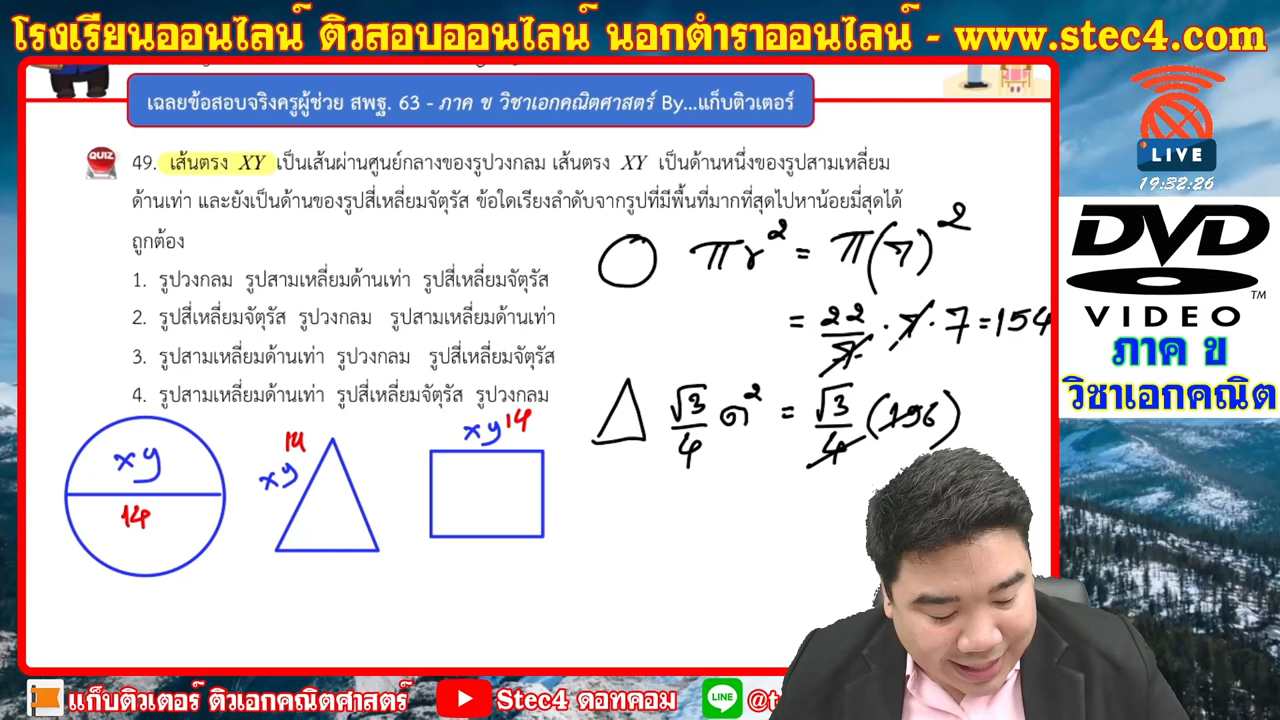 โรงเรียนออนไลน์ ติวสอบออนไลน์ นอกตำราออนไลน์ - www.stec4.com
เฉลยข้อสอบจริงครูผู้ช่วย สพฐ. 63 - ภาค ข วิชาเอกคณิตศาสตร์ By...แก็บติวเตอร์
LIVE
19:32:26
QUIZ
49. เส้นตรง XY เป็นเส้นผ่านศูนย์กลางของรูปวงกลม เส้นตรง XY เป็นด้านหนึ่งของรูปสามเหลี่ยม
ด้านเท่า และยังเป็นด้านของรูปสี่เหลี่ยมจัตุรัส ข้อใดเรียงลำดับจากรูปที่มีพื้นที่มากที่สุดไปหาน้อยมี่สุดได้
ถูกต้อง
1. รูปวงกลม รูปสามเหลี่ยมด้านเท่า รูปสี่เหลี่ยมจัตุรัส
2. รูปสี่เหลี่ยมจัตุรัส รูปวงกลม รูปสามเหลี่ยมด้านเท่า
3. รูปสามเหลี่ยมด้านเท่า รูปวงกลม รูปสี่เหลี่ยมจัตุรัส
4. รูปสามเหลี่ยมด้านเท่า รูปสี่เหลี่ยมจัตุรัส รูปวงกลม
πr² = π(7)²
= 22/7 · 7 · 7 = 154
√3/4 ด² = √3/4 (196)
xy
14
14
xy
xy 14
DVD
TM
VIDEO
ภาค ข
วิชาเอกคณิต
แก็บติวเตอร์ ติวเอกคณิตศาสตร์
Stec4 ดอทคอม
LINE